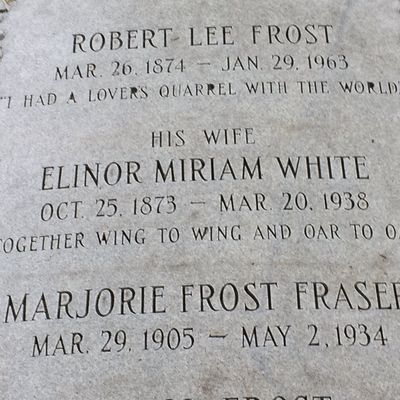 ROBERT LEE FROST
MAR. 26, 1874 — JAN. 29, 1963
"I HAD A LOVERS QUARREL WITH THE WORLD
HIS WIFE
ELINOR MIRIAM WHITE
OCT. 25, 1873 — MAR. 20, 1938
TOGETHER WING TO WING AND OAR TO
MARJORIE FROST FRASER
MAR. 29, 1905 — MAY 2, 1934
FROST